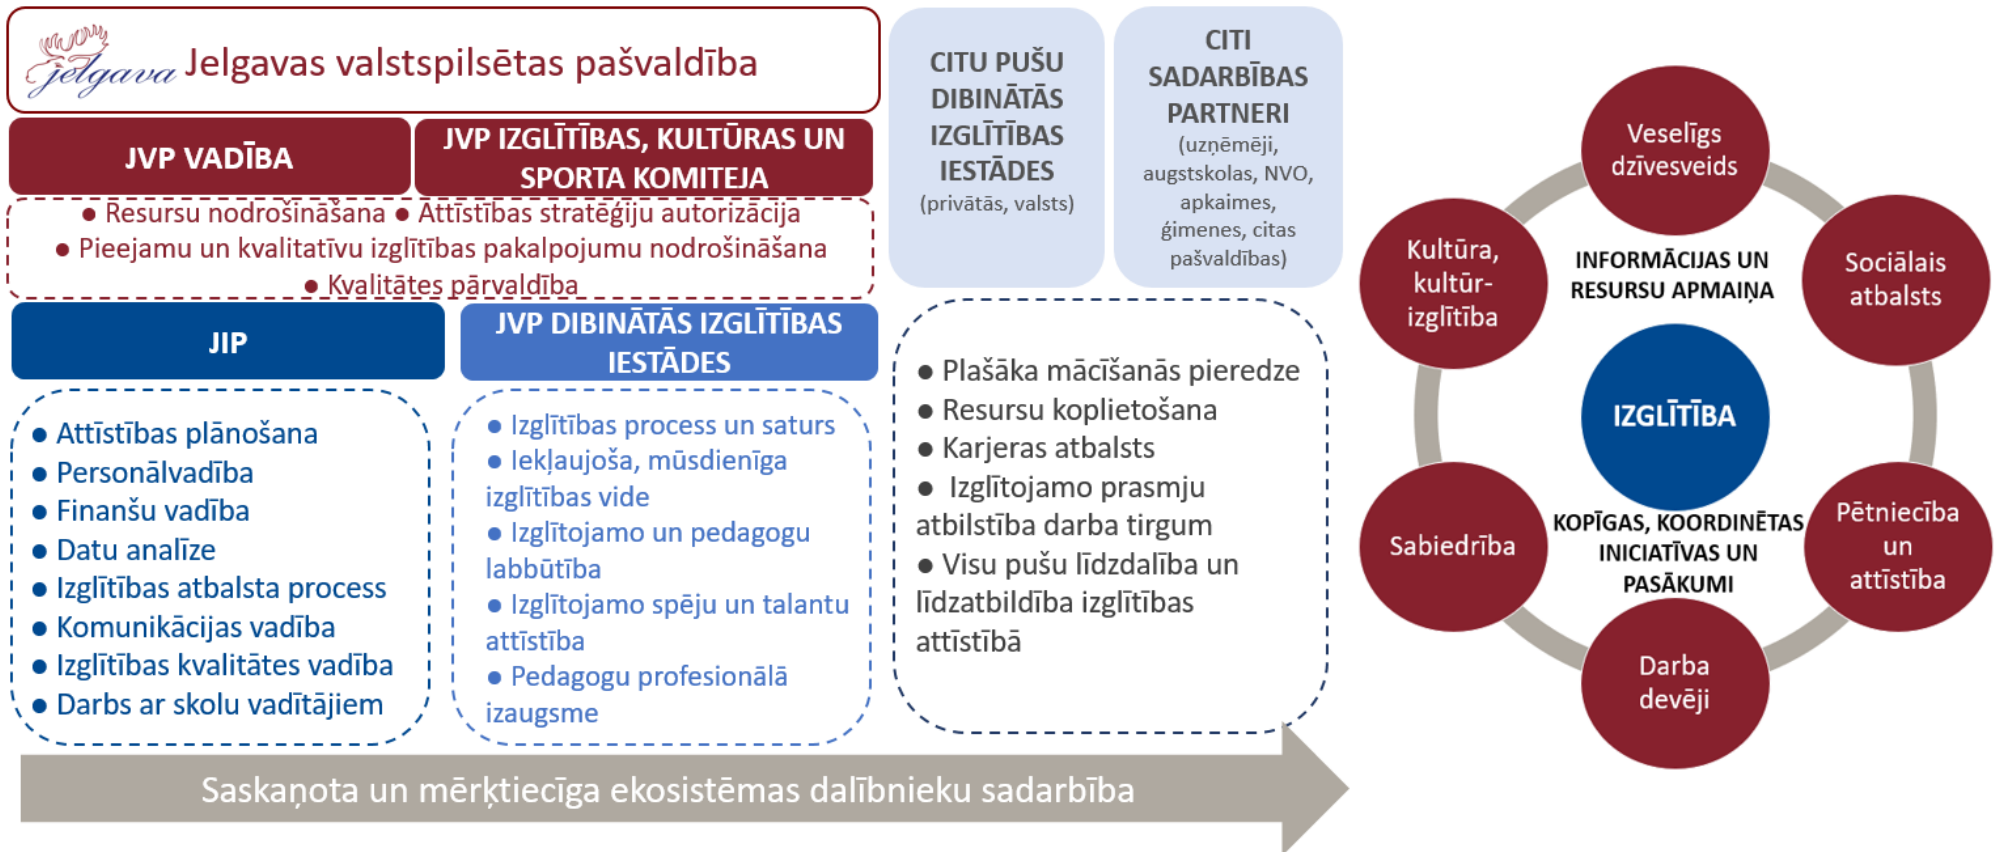 jelgava Jelgavas valstspilsētas pašvaldība
JVP VADĪBA
JVP IZGLĪTĪBAS, KULTŪRAS UN
SPORTA KOMITEJA
● Resursu nodrošināšana ● Attīstības stratēģiju autorizācija
● Pieejamu un kvalitatīvu izglītības pakalpojumu nodrošināšana
● Kvalitātes pārvaldība
JIP
● Attīstības plānošana
● Personālvadība
● Finanšu vadība
● Datu analīze
● Izglītības atbalsta process
● Komunikācijas vadība
● Izglītības kvalitātes vadība
● Darbs ar skolu vadītājiem
JVP DIBINĀTĀS IZGLĪTĪBAS
IESTĀDES
● Izglītības process un saturs
● Iekļaujoša, mūsdienīga
izglītības vide
● Izglītojamo un pedagogu
labbūtība
● Izglītojamo spēju un talantu
attīstība
● Pedagogu profesionālā
izaugsme
CITU PUŠU
DIBINĀTĀS
IZGLĪTĪBAS
IESTĀDES
(privātās, valsts)
CITI
SADARBĪBAS
PARTNERI
(uzņēmēji,
augstskolas, NVO,
apkaimes,
ģimenes, citas
pašvaldības)
● Plašāka mācīšanās pieredze
● Resursu koplietošana
● Karjeras atbalsts
● Izglītojamo prasmju
atbilstība darba tirgum
● Visu pušu līdzdalība un
līdzatbildība izglītības
attīstībā
Saskaņota un mērķtiecīga ekosistēmas dalībnieku sadarbība
Veselīgs
dzīvesveids
Kultūra,
kultūr-
izglītība
INFORMĀCIJAS UN
RESURSU APMAIŅA
Sociālais
atbalsts
IZGLĪTĪBA
Sabiedrība
KOPĪGAS, KOORDINĒTAS
INICIATĪVAS UN
PASĀKUMI
Pētniecība
un
attīstība
Darba
devēji